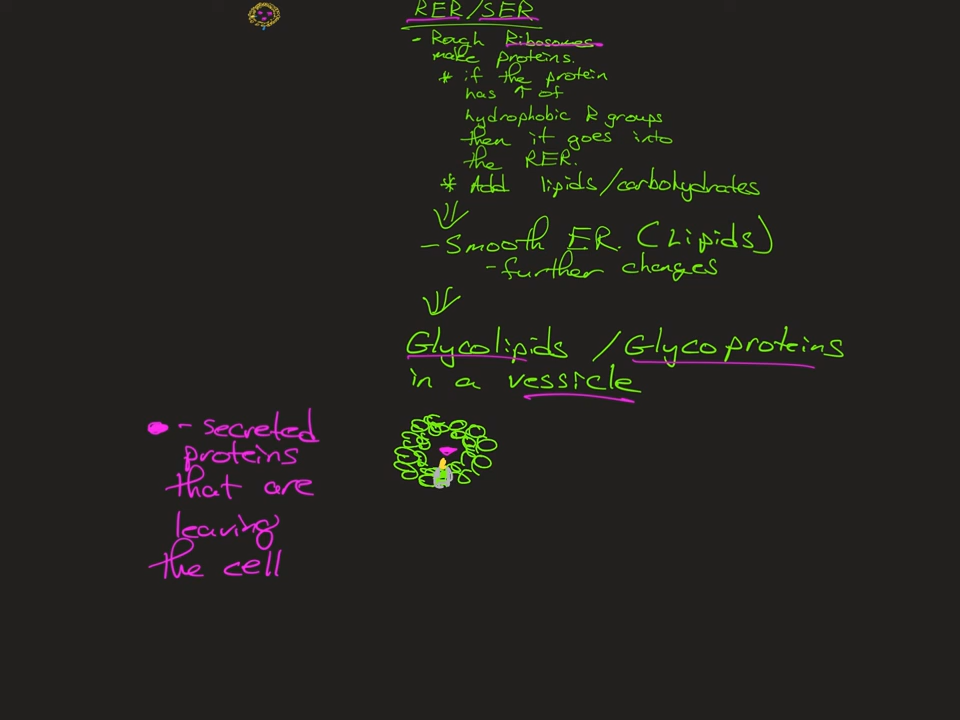 RER/SER
- Rough Ribosomes
make proteins.
* if the protein
has ↑ of
hydrophobic R groups
then it goes into
the RER.
* Add lipids/carbohydrates
⇓
- Smooth ER. (Lipids)
- further changes
⇓
Glycolipids / Glycoproteins
in a vessicle
- secreted
proteins
that are
leaving
the cell